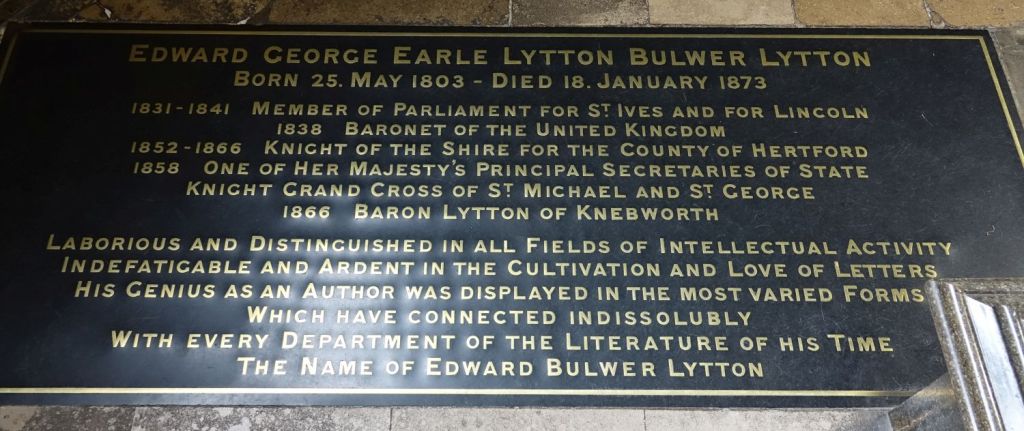 EDWARD GEORGE EARLE LYTTON BULWER LYTTON
BORN 25. MAY 1803 - DIED 18. JANUARY 1873
1831-1841 MEMBER OF PARLIAMENT FOR ST. IVES AND FOR LINCOLN
1838 BARONET OF THE UNITED KINGDOM
1852-1866 KNIGHT OF THE SHIRE FOR THE COUNTY OF HERTFORD
1858 ONE OF HER MAJESTY'S PRINCIPAL SECRETARIES OF STATE
KNIGHT GRAND CROSS OF ST. MICHAEL AND ST. GEORGE
1866 BARON LYTTON OF KNEBWORTH
LABORIOUS AND DISTINGUISHED IN ALL FIELDS OF INTELLECTUAL ACTIVITY
INDEFATIGABLE AND ARDENT IN THE CULTIVATION AND LOVE OF LETTERS
HIS GENIUS AS AN AUTHOR WAS DISPLAYED IN THE MOST VARIED FORMS
WHICH HAVE CONNECTED INDISSOLUBLY
WITH EVERY DEPARTMENT OF THE LITERATURE OF HIS TIME
THE NAME OF EDWARD BULWER LYTTON